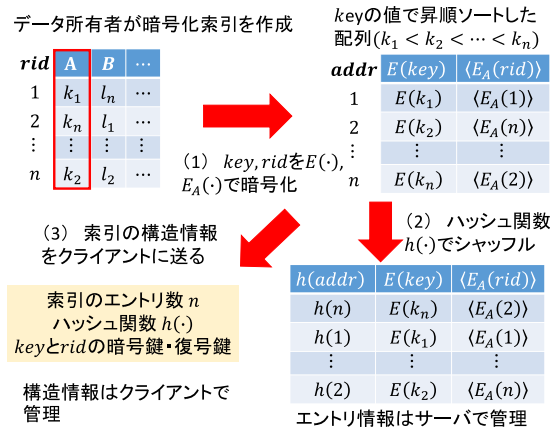 データ所有者が暗号化索引を作成
rid A B ⋯
1 k₁ lₙ ⋯
2 kₙ l₁ ⋯
⋮ ⋮ ⋮ ⋮
n k₂ l₂ ⋯
(1) key, ridをE(·),
E_A(·)で暗号化
keyの値で昇順ソートした
配列(k₁ < k₂ < ⋯ < kₙ)
addr E(key) ⟨E_A(rid)⟩
1 E(k₁) ⟨E_A(1)⟩
2 E(k₂) ⟨E_A(n)⟩
⋮ ⋮ ⋮
n E(kₙ) ⟨E_A(2)⟩
(2) ハッシュ関数
h(·)でシャッフル
h(addr) E(key) ⟨E_A(rid)⟩
h(n) E(kₙ) ⟨E_A(2)⟩
h(1) E(k₁) ⟨E_A(1)⟩
⋮ ⋮ ⋮
h(2) E(k₂) ⟨E_A(n)⟩
エントリ情報はサーバで管理
(3) 索引の構造情報
をクライアントに送る
索引のエントリ数 n
ハッシュ関数 h(·)
keyとridの暗号鍵・復号鍵
構造情報はクライアントで
管理